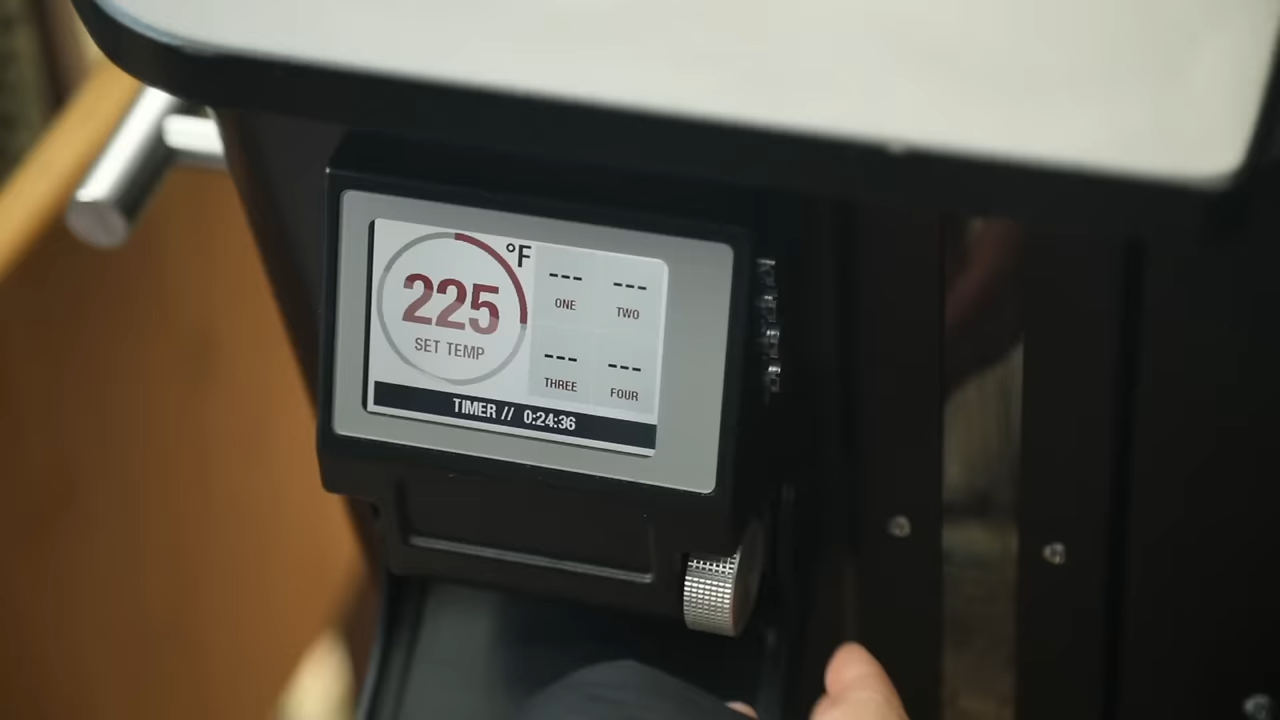 °F
225
SET TEMP
--- ---
ONE TWO
--- ---
THREE FOUR
TIMER // 0:24:36